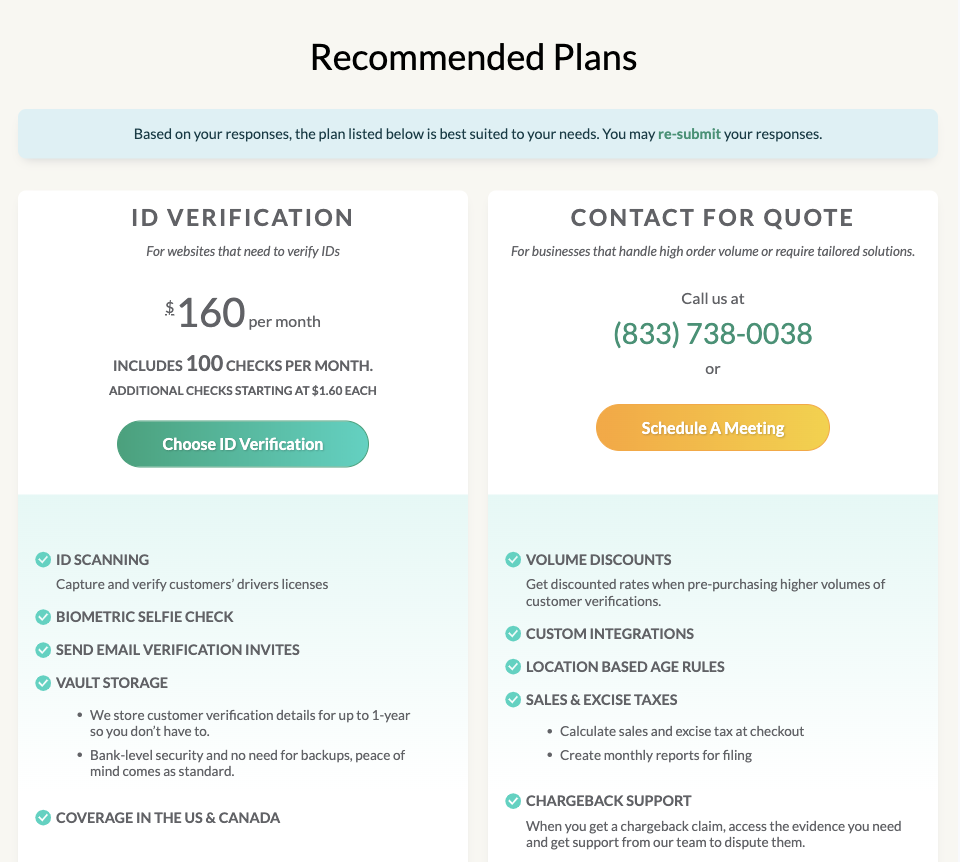 Recommended Plans
Based on your responses, the plan listed below is best suited to your needs. You may re-submit your responses.
ID VERIFICATION
For websites that need to verify IDs
$160 per month
INCLUDES 100 CHECKS PER MONTH.
ADDITIONAL CHECKS STARTING AT $1.60 EACH
Choose ID Verification
ID SCANNING
Capture and verify customers’ drivers licenses
BIOMETRIC SELFIE CHECK
SEND EMAIL VERIFICATION INVITES
VAULT STORAGE
• We store customer verification details for up to 1-year
so you don’t have to.
• Bank-level security and no need for backups, peace of
mind comes as standard.
COVERAGE IN THE US & CANADA
CONTACT FOR QUOTE
For businesses that handle high order volume or require tailored solutions.
Call us at
(833) 738-0038
or
Schedule A Meeting
VOLUME DISCOUNTS
Get discounted rates when pre-purchasing higher volumes of
customer verifications.
CUSTOM INTEGRATIONS
LOCATION BASED AGE RULES
SALES & EXCISE TAXES
• Calculate sales and excise tax at checkout
• Create monthly reports for filing
CHARGEBACK SUPPORT
When you get a chargeback claim, access the evidence you need
and get support from our team to dispute them.